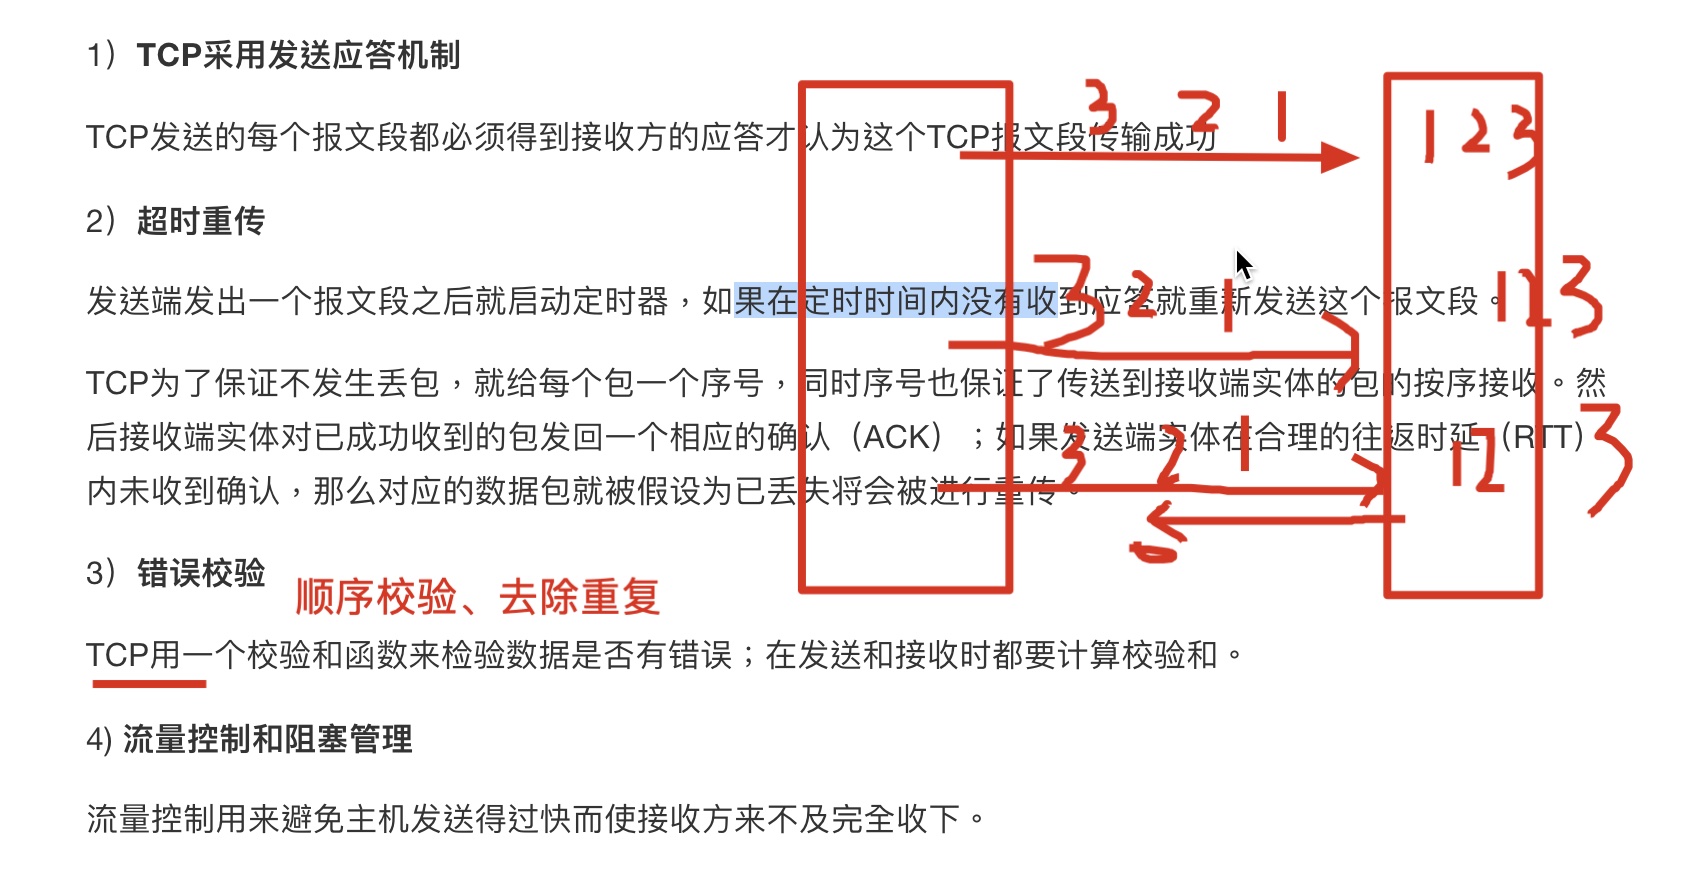 1）TCP采用发送应答机制
3 2 1
1 2 3
TCP发送的每个报文段都必须得到接收方的应答才认为这个TCP报文段传输成功
2）超时重传
3 2 1
1 2 3
发送端发出一个报文段之后就启动定时器，如果在定时时间内没有收到应答就重新发送这个报文段。
TCP为了保证不发生丢包，就给每个包一个序号，同时序号也保证了传送到接收端实体的包的按序接收。然
后接收端实体对已成功收到的包发回一个相应的确认（ACK）；如果发送端实体在合理的往返时延（RTT）
3 2 1
1 2 3
内未收到确认，那么对应的数据包就被假设为已丢失将会被进行重传。
3）错误校验
顺序校验、去除重复
TCP用一个校验和函数来检验数据是否有错误；在发送和接收时都要计算校验和。
4) 流量控制和阻塞管理
流量控制用来避免主机发送得过快而使接收方来不及完全收下。